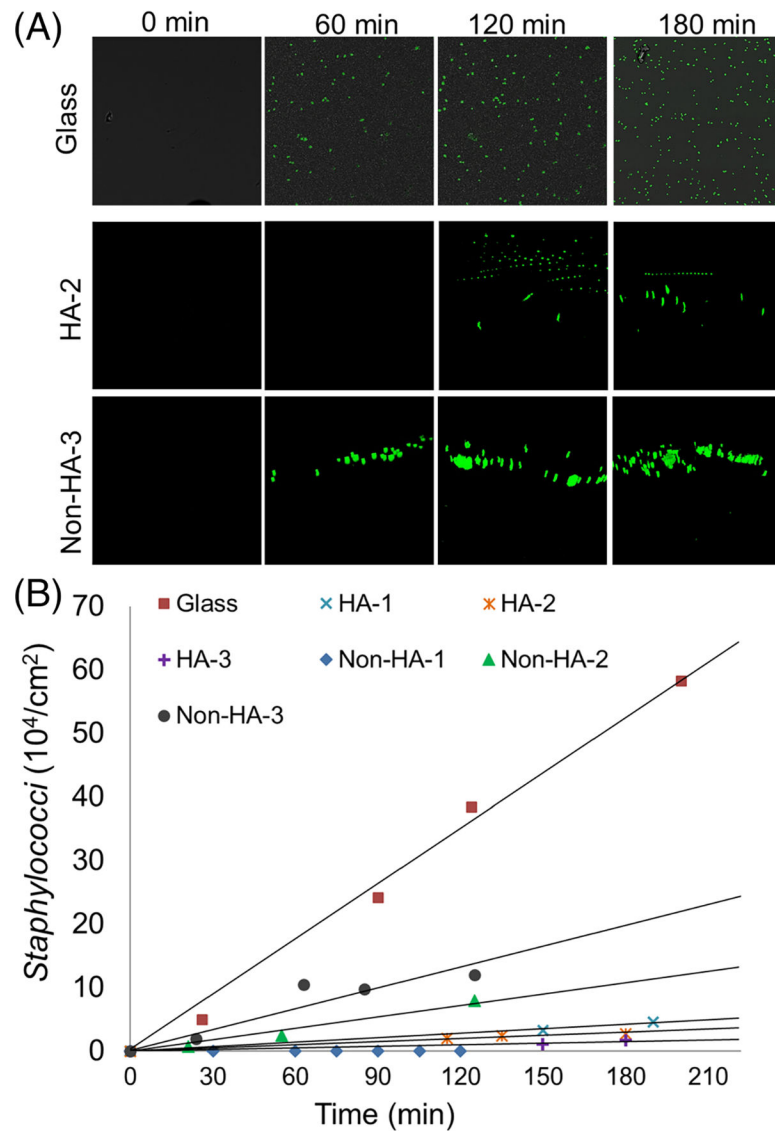 (A)
0 min 60 min 120 min 180 min
Glass
HA-2
Non-HA-3
(B)
Glass HA-1 HA-2
HA-3 Non-HA-1 Non-HA-2
Non-HA-3
Staphylococci (10⁴/cm²)
70
60
50
40
30
20
10
0
0 30 60 90 120 150 180 210
Time (min)